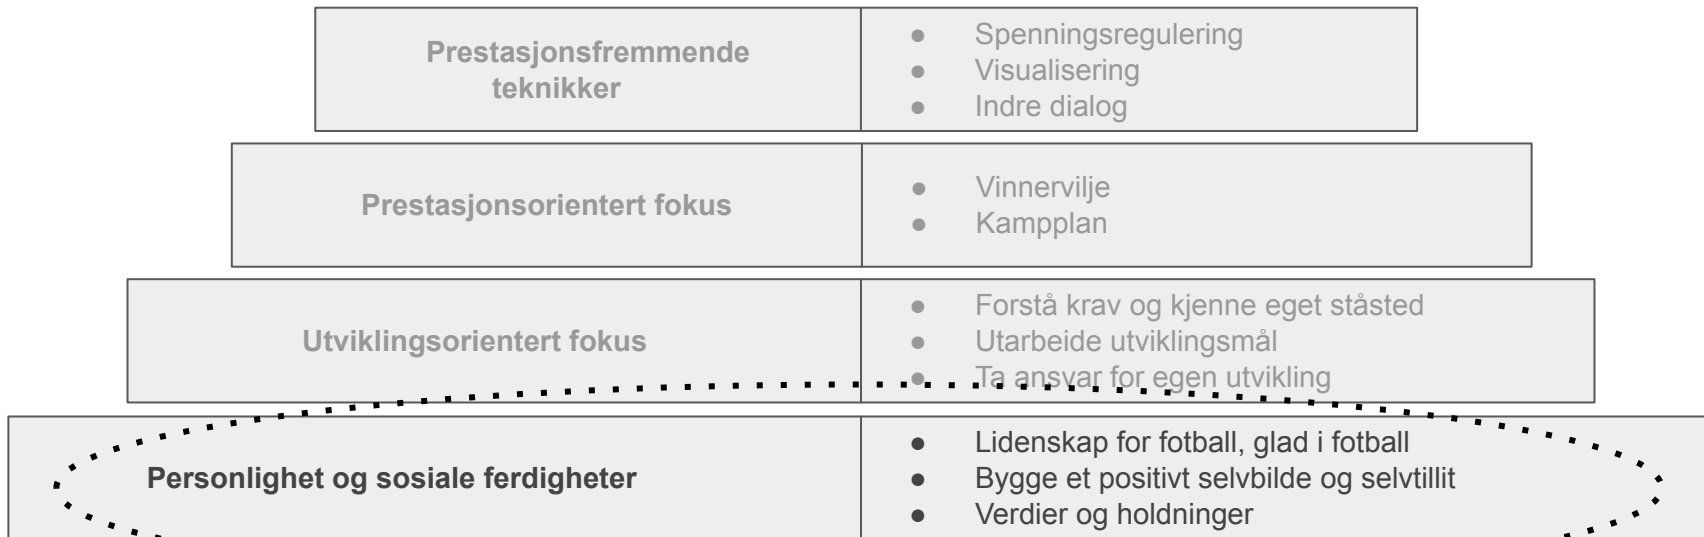 Prestasjonsfremmende
teknikker
● Spenningsregulering
● Visualisering
● Indre dialog
Prestasjonsorientert fokus
● Vinnervilje
● Kampplan
Utviklingsorientert fokus
● Forstå krav og kjenne eget ståsted
● Utarbeide utviklingsmål
● Ta ansvar for egen utvikling
Personlighet og sosiale ferdigheter
● Lidenskap for fotball, glad i fotball
● Bygge et positivt selvbilde og selvtillit
● Verdier og holdninger